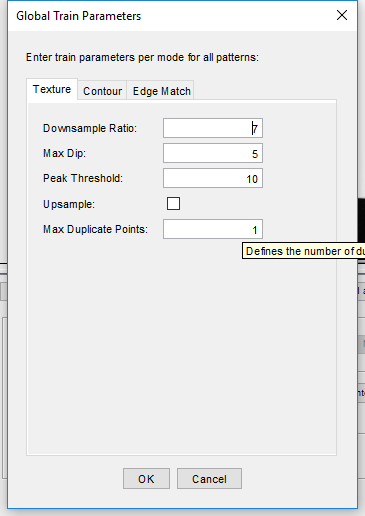 Global Train Parameters
Enter train parameters per mode for all patterns:
Texture Contour Edge Match
Downsample Ratio: 7
Max Dip: 5
Peak Threshold: 10
Upsample:
Max Duplicate Points: 1
Defines the number of du
OK Cancel